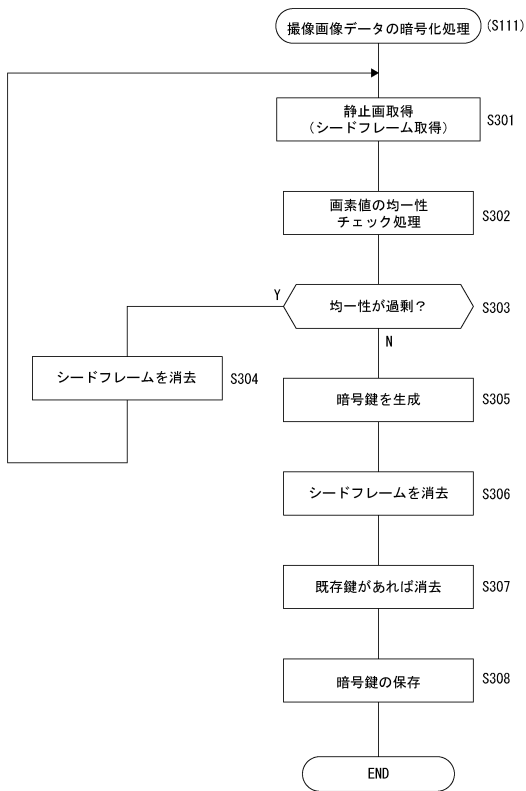 撮像画像データの暗号化処理 (S111)
静止画取得
(シードフレーム取得) S301
画素値の均一性
チェック処理 S302
Y 均一性が過剰? S303
N
シードフレームを消去 S304
暗号鍵を生成 S305
シードフレームを消去 S306
既存鍵があれば消去 S307
暗号鍵の保存 S308
END